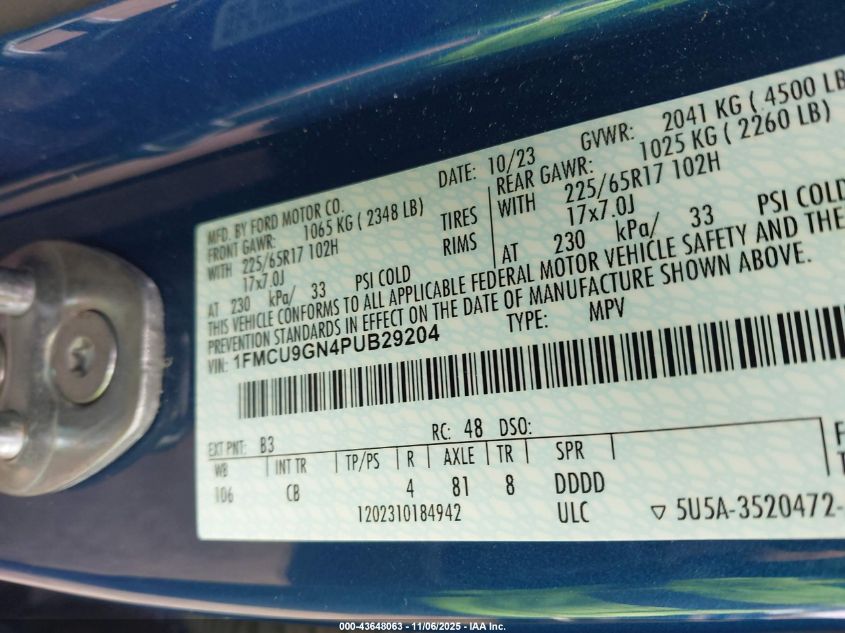 MFD. BY FORD MOTOR CO.
DATE: 10/23
GVWR: 2041 KG ( 4500 LB
FRONT GAWR: 1065 KG ( 2348 LB)
REAR GAWR: 1025 KG ( 2260 LB)
WITH 225/65R17 102H TIRES WITH 225/65R17 102H
17x7.0J RIMS 17x7.0J
AT 230 kPa/ 33 PSI COLD AT 230 kPa/ 33 PSI COLD
THIS VEHICLE CONFORMS TO ALL APPLICABLE FEDERAL MOTOR VEHICLE SAFETY AND THE
PREVENTION STANDARDS IN EFFECT ON THE DATE OF MANUFACTURE SHOWN ABOVE.
VIN: 1FMCU9GN4PUB29204 TYPE: MPV
EXT PNT: B3 RC: 48 DSO:
WB INT TR TP/PS R AXLE TR SPR
106 CB 4 81 8 DDDD
1202310184942 ULC ▽ 5U5A-3520472-
000-43648063 - 11/06/2025 - IAA Inc.